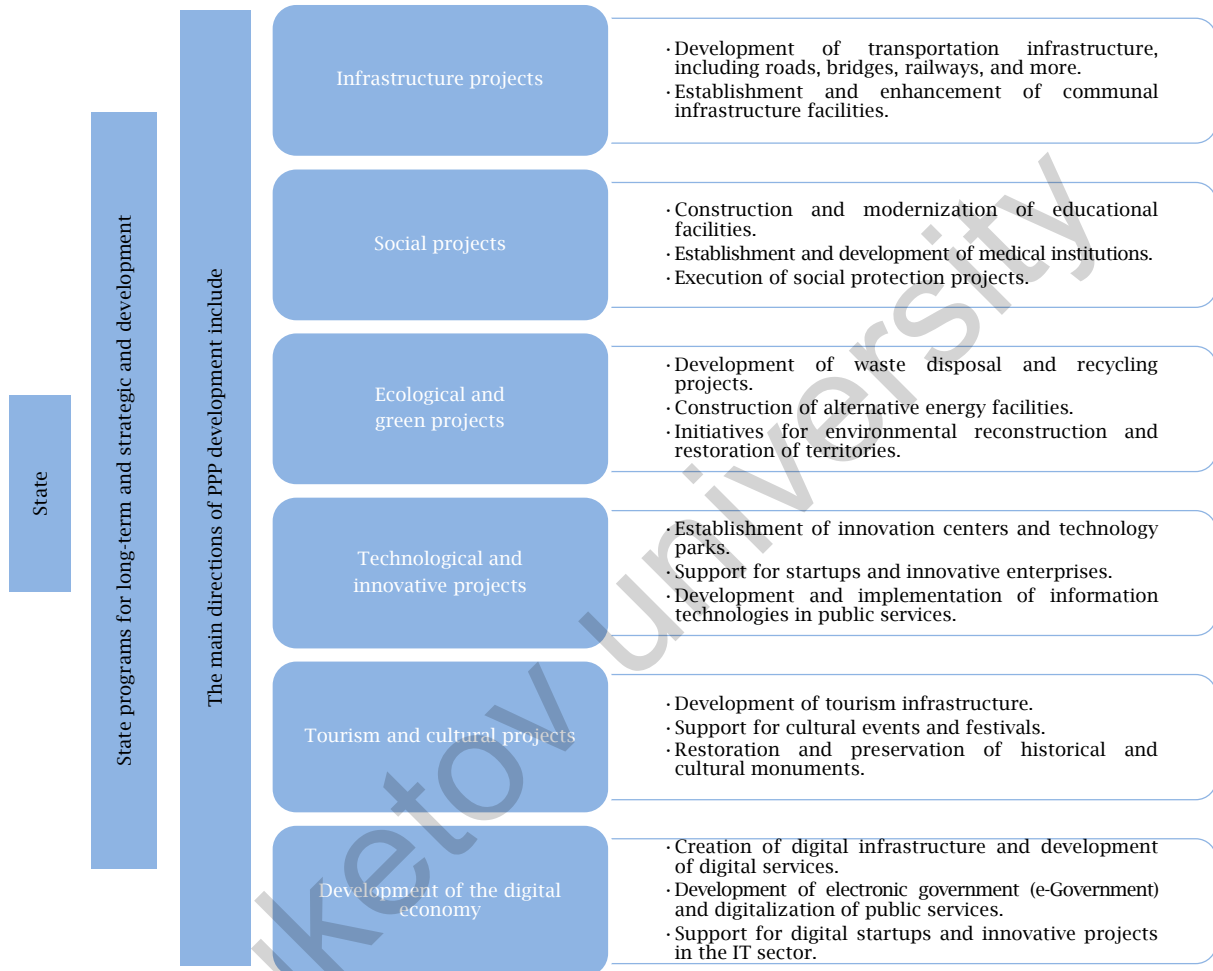 State
State programs for long-term and strategic and development
The main directions of PPP development include
Infrastructure projects
· Development of transportation infrastructure,
including roads, bridges, railways, and more.
· Establishment and enhancement of communal
infrastructure facilities.
Social projects
· Construction and modernization of educational
facilities.
· Establishment and development of medical institutions.
· Execution of social protection projects.
Ecological and
green projects
· Development of waste disposal and recycling
projects.
· Construction of alternative energy facilities.
· Initiatives for environmental reconstruction and
restoration of territories.
Technological and
innovative projects
· Establishment of innovation centers and technology
parks.
· Support for startups and innovative enterprises.
· Development and implementation of information
technologies in public services.
Tourism and cultural projects
· Development of tourism infrastructure.
· Support for cultural events and festivals.
· Restoration and preservation of historical and
cultural monuments.
Development of the digital
economy
· Creation of digital infrastructure and development
of digital services.
· Development of electronic government (e-Government)
and digitalization of public services.
· Support for digital startups and innovative projects
in the IT sector.
university